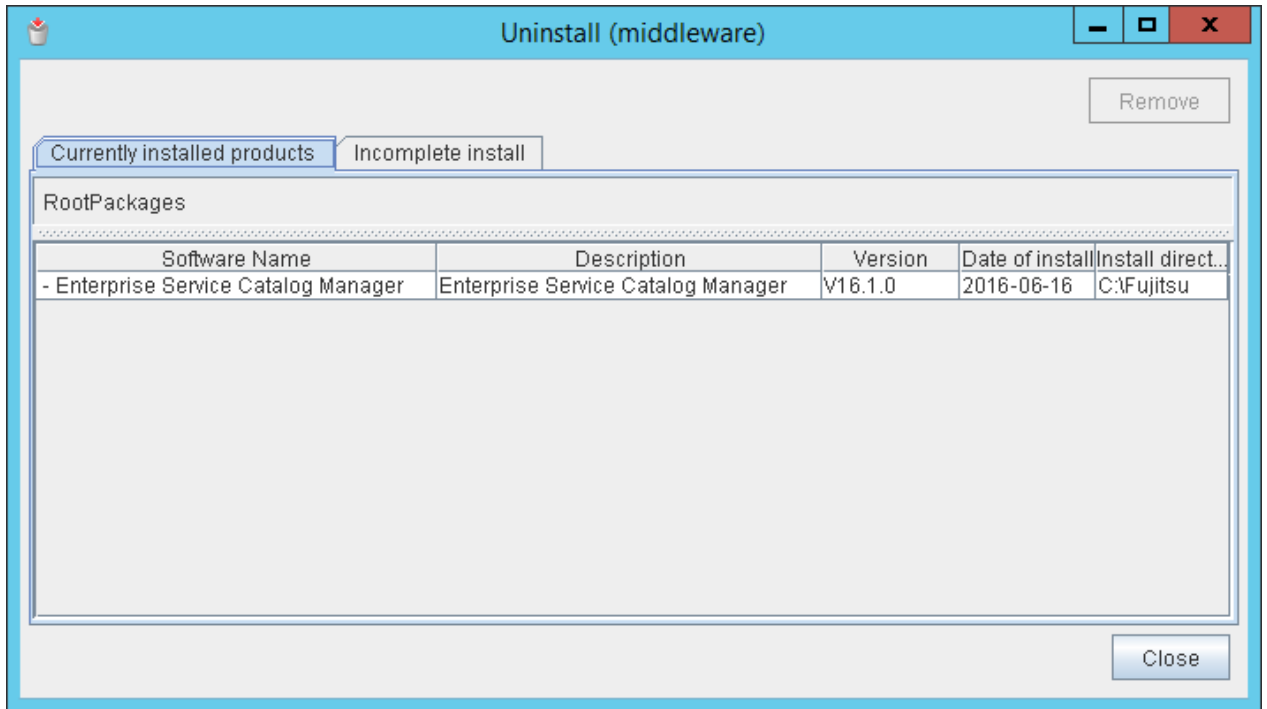 Uninstall (middleware)
Remove
Currently installed products Incomplete install
RootPackages
Software Name Description Version Date of install Install direct...
- Enterprise Service Catalog Manager Enterprise Service Catalog Manager V16.1.0 2016-06-16 C:\Fujitsu
Close